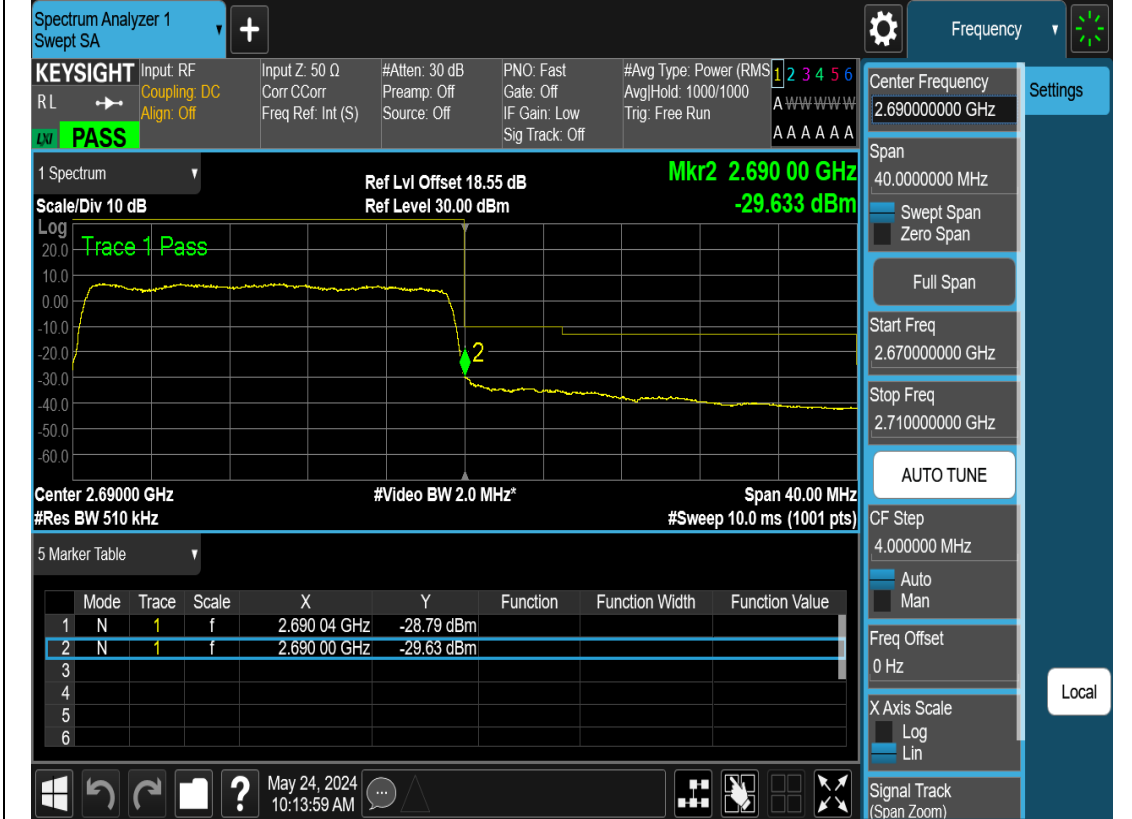 Spectrum Analyzer 1
Swept SA
Frequency
KEYSIGHT
RL
LXI
PASS
Input: RF
Coupling: DC
Align: Off
Input Z: 50 Ω
Corr CCorr
Freq Ref: Int (S)
#Atten: 30 dB
Preamp: Off
Source: Off
PNO: Fast
Gate: Off
IF Gain: Low
Sig Track: Off
#Avg Type: Power (RMS
Avg|Hold: 1000/1000
Trig: Free Run
1 2 3 4 5 6
A W W W W W
A A A A A A
1 Spectrum
Scale/Div 10 dB
Ref Lvl Offset 18.55 dB
Ref Level 30.00 dBm
Mkr2 2.690 00 GHz
-29.633 dBm
Log
Trace 1 Pass
20.0
10.0
0.00
-10.0
-20.0
-30.0
-40.0
-50.0
-60.0
2
Center 2.69000 GHz
#Res BW 510 kHz
#Video BW 2.0 MHz*
Span 40.00 MHz
#Sweep 10.0 ms (1001 pts)
5 Marker Table
Mode Trace Scale X Y Function Function Width Function Value
1 N 1 f 2.690 04 GHz -28.79 dBm
2 N 1 f 2.690 00 GHz -29.63 dBm
3
4
5
6
?
May 24, 2024
10:13:59 AM
Center Frequency
2.690000000 GHz
Settings
Span
40.0000000 MHz
Swept Span
Zero Span
Full Span
Start Freq
2.670000000 GHz
Stop Freq
2.710000000 GHz
AUTO TUNE
CF Step
4.000000 MHz
Auto
Man
Freq Offset
0 Hz
Local
X Axis Scale
Log
Lin
Signal Track
(Span Zoom)